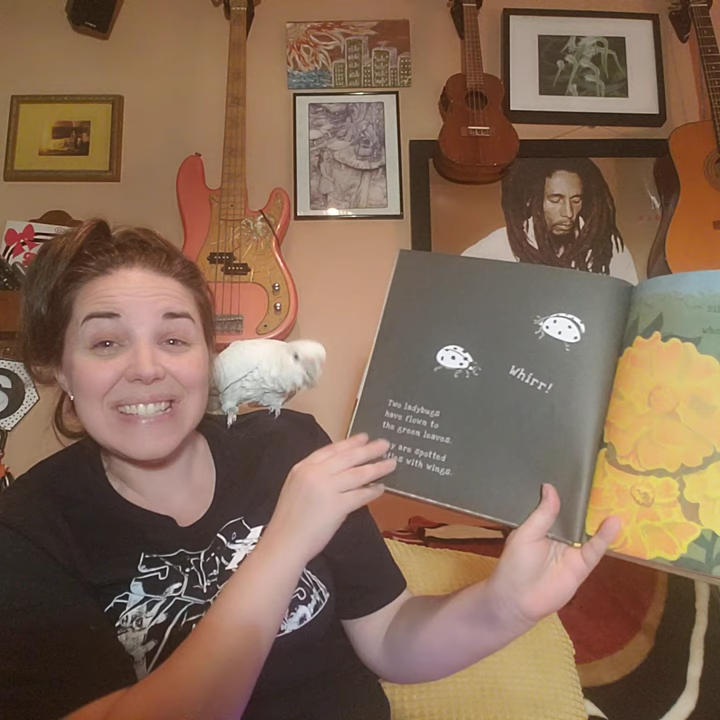 Whirr!
Two ladybugs
have flown to
the green leaves.
are spotted
with wings.
S